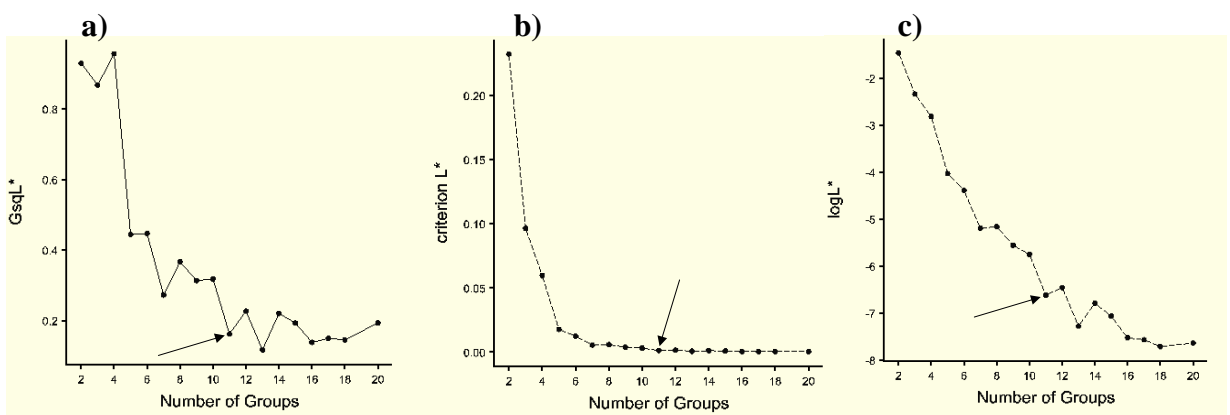 a)
GsqL*
0.8
0.6
0.4
0.2
2 4 6 8 10 12 14 16 18 20
Number of Groups
b)
criterion L*
0.20
0.15
0.10
0.05
0.00
2 4 6 8 10 12 14 16 18 20
Number of Groups
c)
logL*
-2
-3
-4
-5
-6
-7
-8
2 4 6 8 10 12 14 16 18 20
Number of Groups